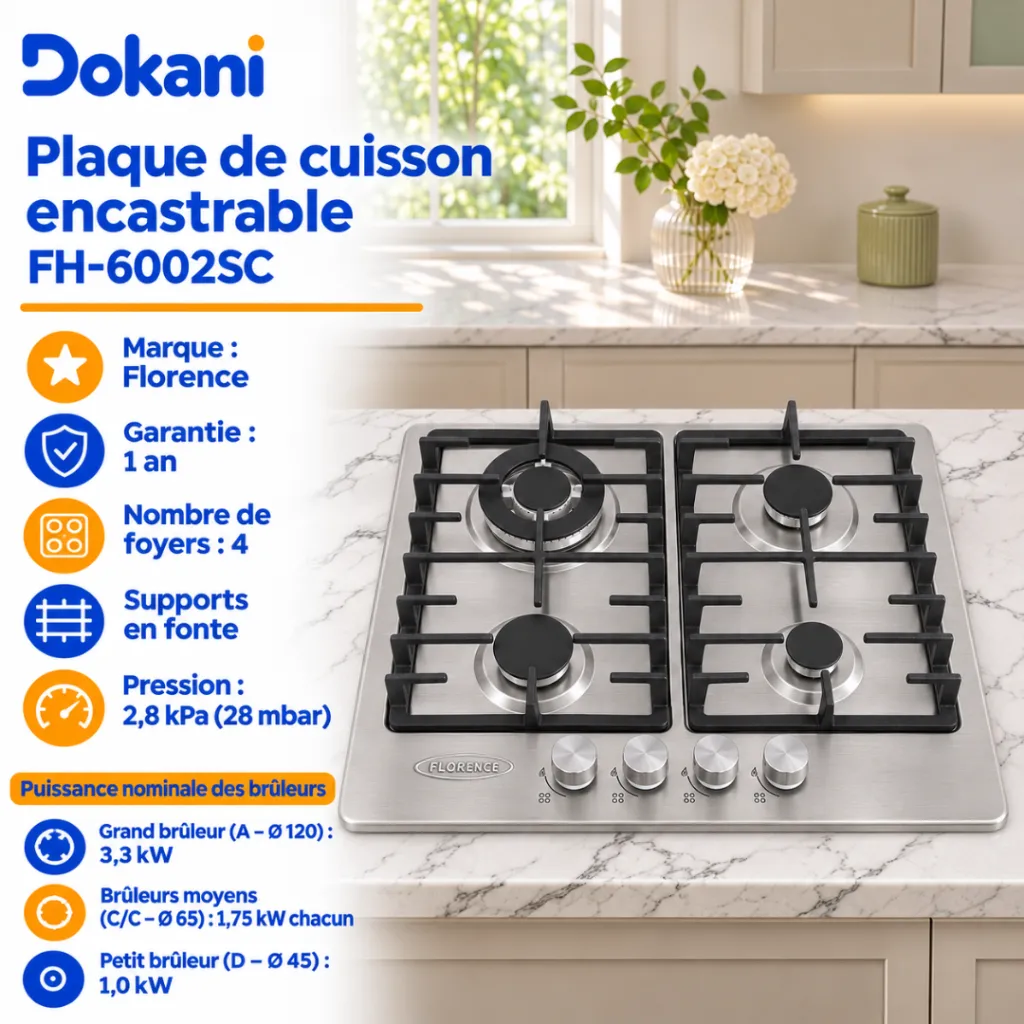 Dokani
Plaque de cuisson
encastrable
FH-6002SC
Marque :
Florence
Garantie :
1 an
Nombre de
foyers : 4
Supports
en fonte
Pression :
2,8 kPa (28 mbar)
Puissance nominale des brûleurs
Grand brûleur (A – Ø 120) :
3,3 kW
Brûleurs moyens
(C/C – Ø 65) : 1,75 kW chacun
Petit brûleur (D – Ø 45) :
1,0 kW
FLORENCE